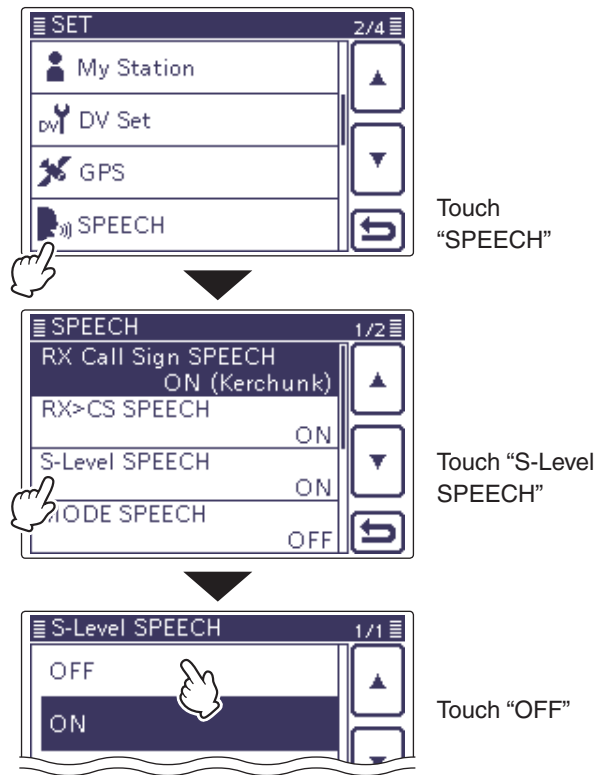 SET 2/4
My Station
DV DV Set
GPS
SPEECH
Touch
“SPEECH”
SPEECH 1/2
RX Call Sign SPEECH
ON (Kerchunk)
RX>CS SPEECH
ON
S-Level SPEECH
ON
MODE SPEECH
OFF
Touch “S-Level
SPEECH”
S-Level SPEECH 1/1
OFF
ON
Touch “OFF”